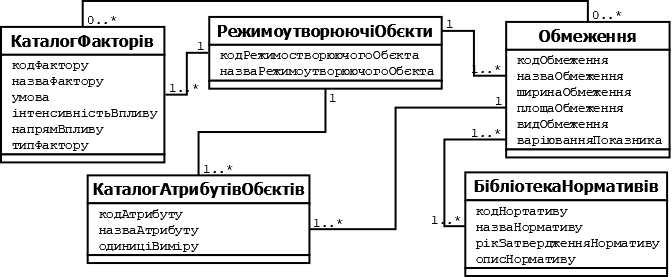 0..*
0..*
КаталогФакторів
кодФактору
назваФактору
умова
інтенсивністьВпливу
напрямВпливу
типФактору
1
1..*
РежимоутворюючіОбєкти
кодРежимостворюючогоОбєкта
назваРежимоутворюючогоОбєкта
1
1..*
1
Обмеження
кодОбмеження
назваОбмеження
ширинаОбмеження
площаОбмеження
видОбмеження
варіюванняПоказника
1
1..*
1..*
КаталогАтрибутівОбєктів
кодАтрибуту
назваАтрибуту
одиниціВиміру
1..*
1..*
БібліотекаНормативів
кодНортативу
назваНормативу
рікЗатвердженняНормативу
описНормативу